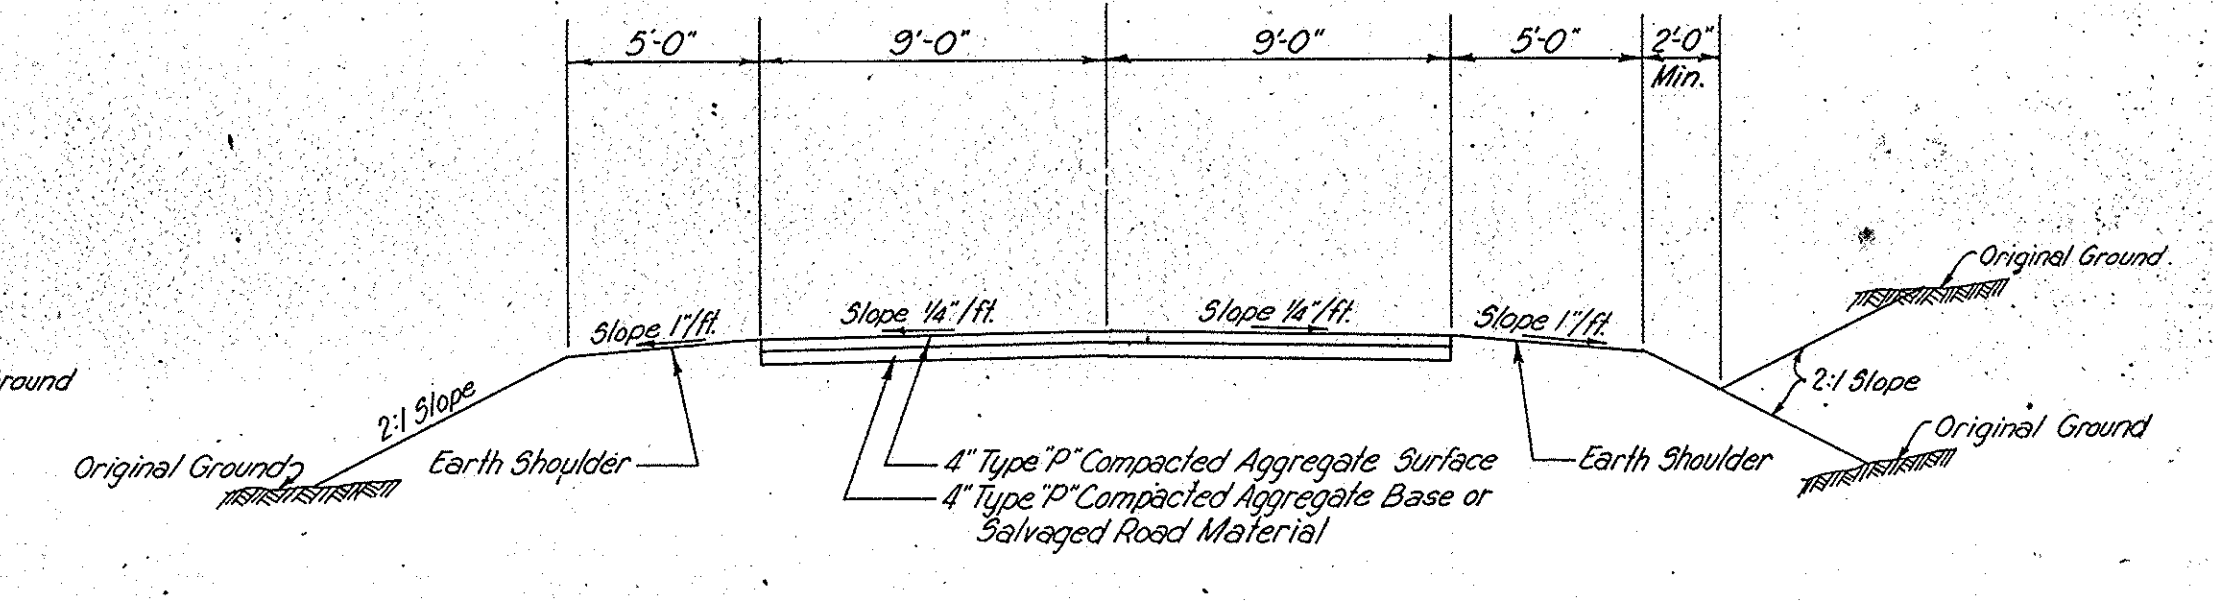 5'-0"
9'-0"
9'-0"
5'-0"
2'-0"
Min.
Original Ground.
Slope 1"/ft.
Slope 1/4"/ft.
Slope 1/4"/ft.
Slope 1"/ft.
round
2:1 Slope
2:1 Slope
Original Ground
Earth Shoulder
4" Type "P" Compacted Aggregate Surface
Earth Shoulder
Original Ground
4" Type "P" Compacted Aggregate Base or
Salvaged Road Material